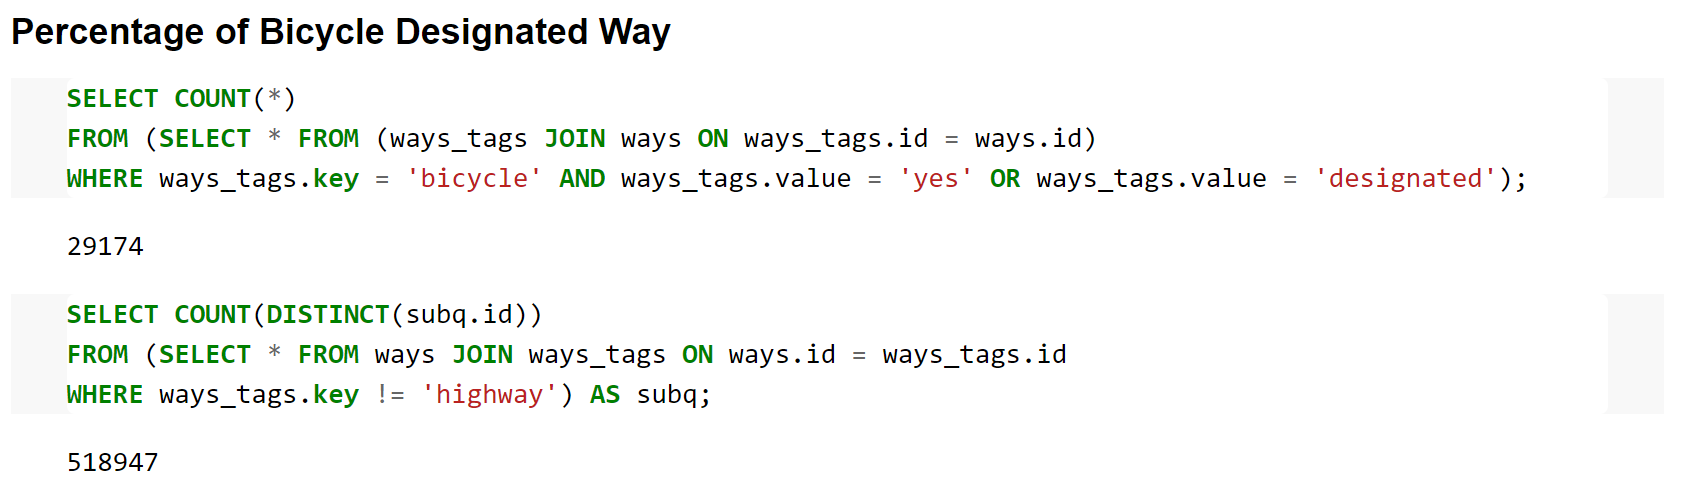 Percentage of Bicycle Designated Way
SELECT COUNT(*)
FROM (SELECT * FROM (ways_tags JOIN ways ON ways_tags.id = ways.id)
WHERE ways_tags.key = 'bicycle' AND ways_tags.value = 'yes' OR ways_tags.value = 'designated');
29174
SELECT COUNT(DISTINCT(subq.id))
FROM (SELECT * FROM ways JOIN ways_tags ON ways.id = ways_tags.id
WHERE ways_tags.key != 'highway') AS subq;
518947